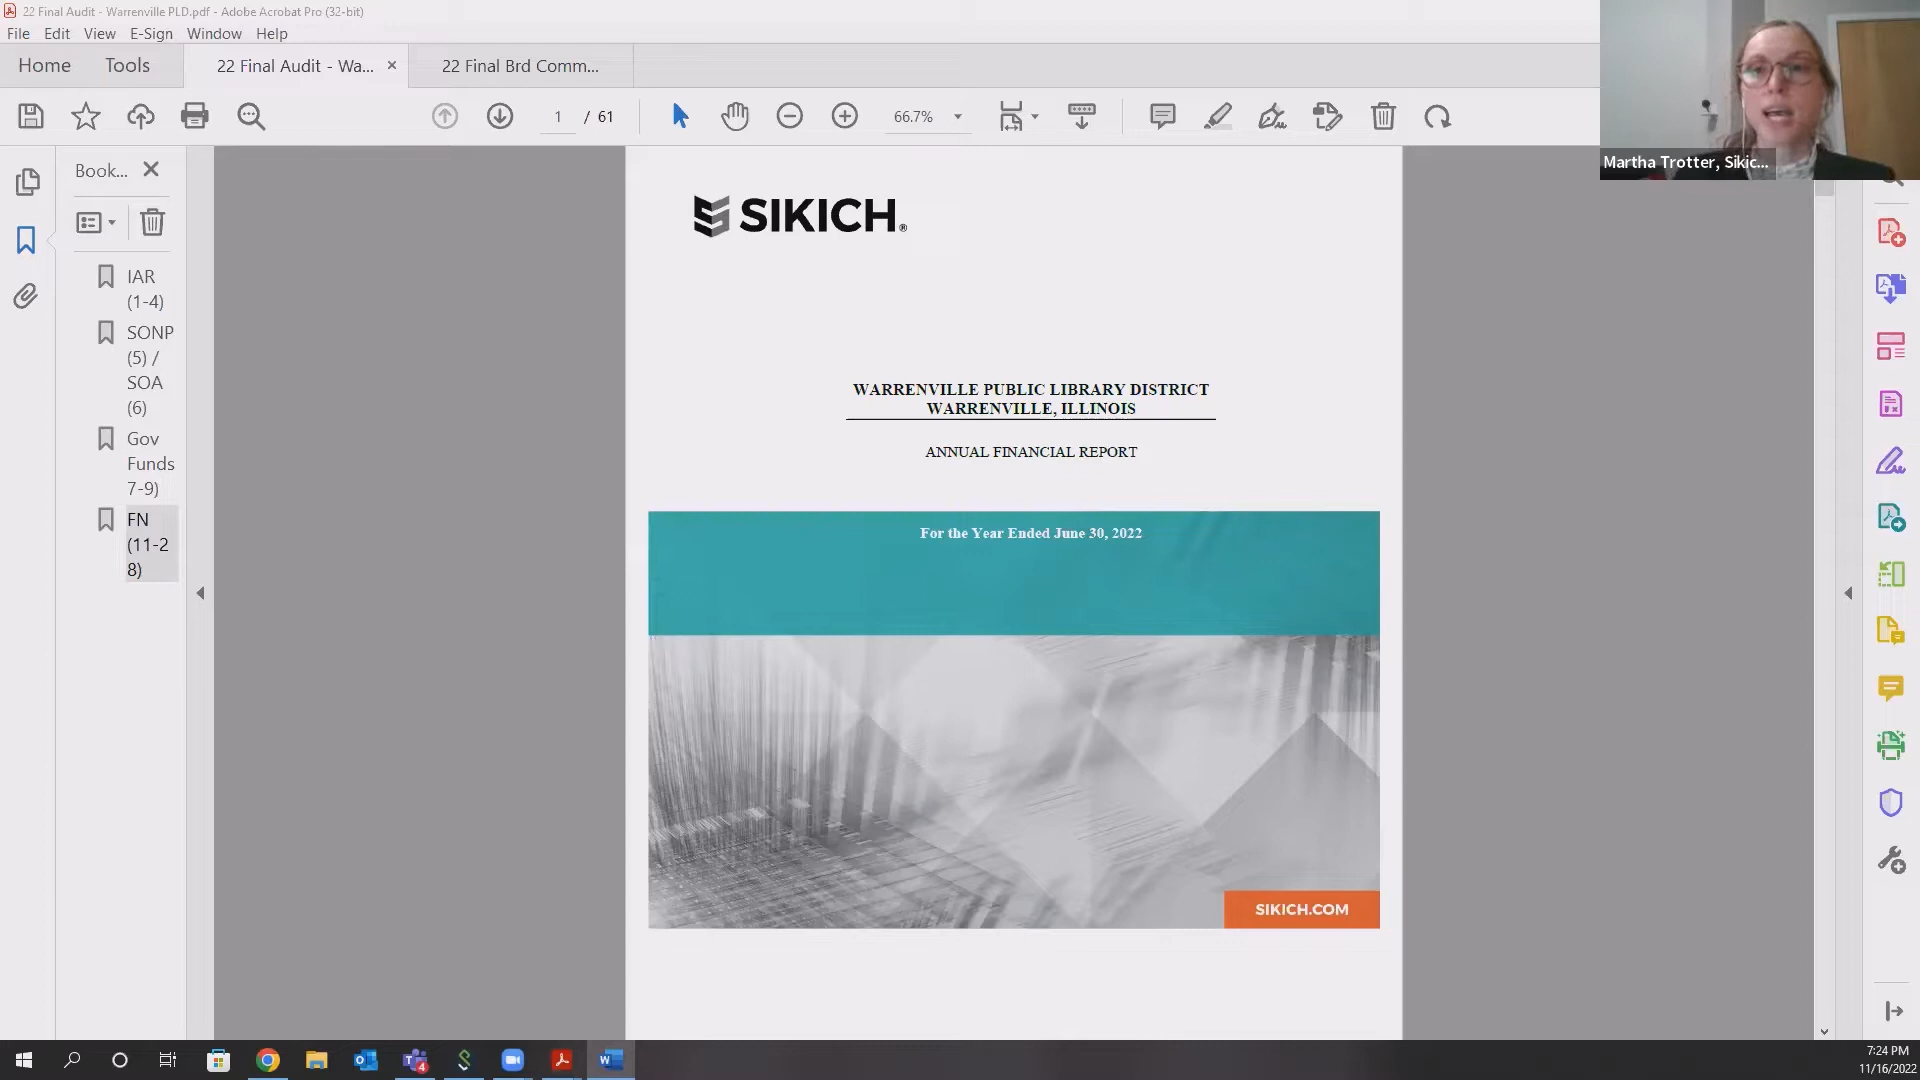 22 Final Audit - Warrenville PLD.pdf - Adobe Acrobat Pro (32-bit)
File Edit View E-Sign Window Help
Home Tools 22 Final Audit - Wa... 22 Final Brd Comm...
1 / 61 66.7%
Martha Trotter, Sikic...
Book...
IAR
(1-4)
SONP
(5) /
SOA
(6)
Gov
Funds
7-9)
FN
(11-2
8)
SIKICH®
WARRENVILLE PUBLIC LIBRARY DISTRICT
WARRENVILLE, ILLINOIS
ANNUAL FINANCIAL REPORT
For the Year Ended June 30, 2022
SIKICH.COM
4
7:24 PM
11/16/2022